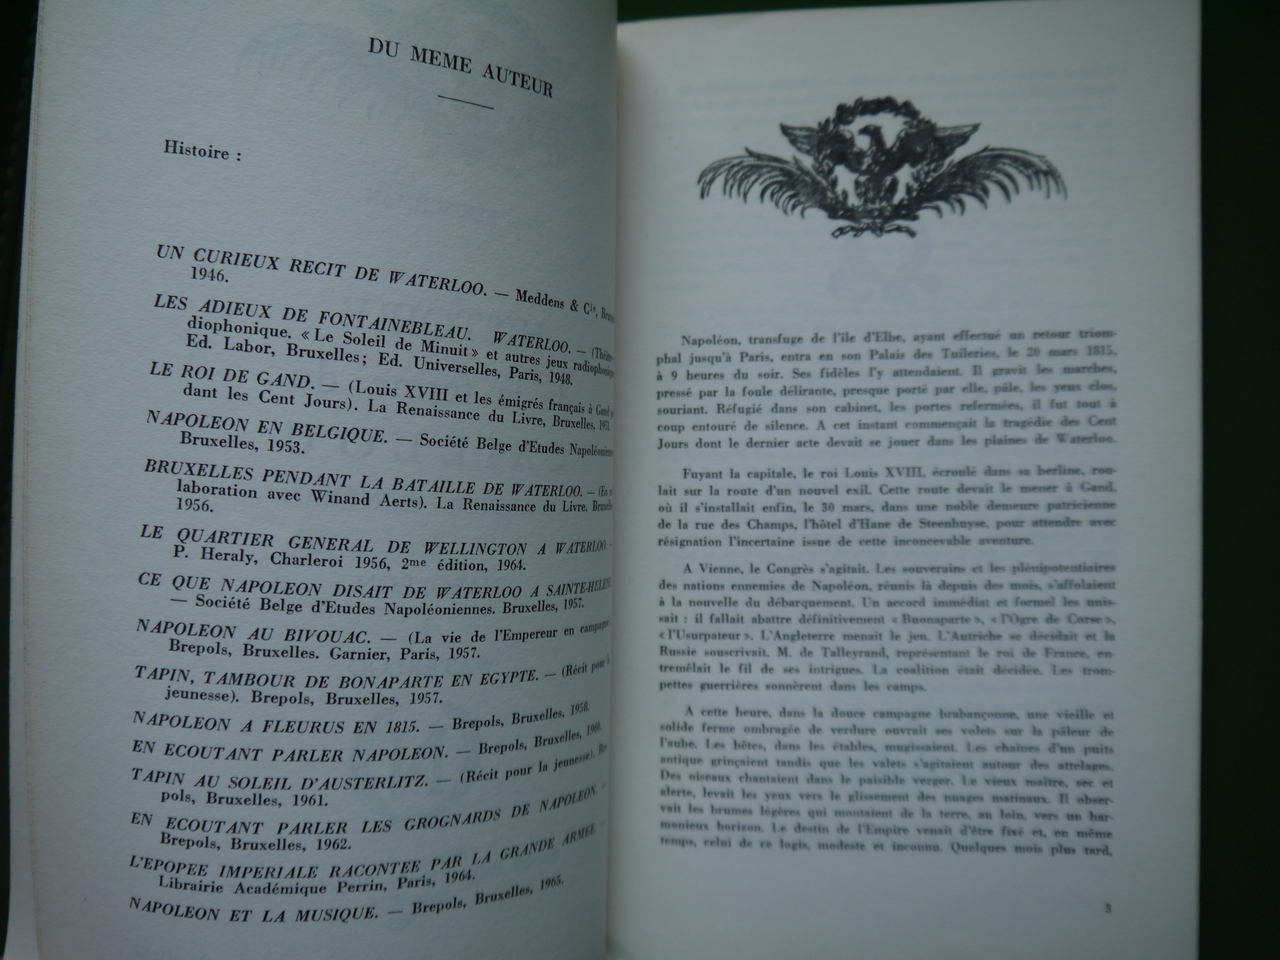 DU MEME AUTEUR
Histoire :
UN CURIEUX RECIT DE WATERLOO. — Meddens & Cie,
1946.
LES ADIEUX DE FONTAINEBLEAU. WATERLOO. —
diophonique. « Le Soleil de Minuit » et autres jeux
Ed. Labor, Bruxelles; Ed. Universelles, Paris, 1948.
LE ROI DE GAND. — (Louis XVIII et les émigrés français à Gand
dant les Cent Jours). La Renaissance du Livre, Bruxelles,
NAPOLEON EN BELGIQUE. — Société Belge d'Etudes
Bruxelles, 1953.
BRUXELLES PENDANT LA BATAILLE DE WATERLOO. — (En
laboration avec Winand Aerts). La Renaissance du Livre.
1956.
LE QUARTIER GENERAL DE WELLINGTON A WATERLOO. —
P. Heraly, Charleroi 1956, 2me édition, 1964.
CE QUE NAPOLEON DISAIT DE WATERLOO A
— Société Belge d'Etudes Napoléoniennes. Bruxelles, 1957.
NAPOLEON AU BIVOUAC. — (La vie de l'Empereur en campagne
Brepols, Bruxelles. Garnier, Paris, 1957.
TAPIN, TAMBOUR DE BONAPARTE EN EGYPTE. — (Récit pour la
jeunesse). Brepols, Bruxelles, 1957.
NAPOLEON A FLEURUS EN 1815. — Brepols, Bruxelles, 1958.
EN ECOUTANT PARLER NAPOLEON. — Brepols, Bruxelles, 1960.
TAPIN AU SOLEIL D'AUSTERLITZ. — (Récit pour la jeunesse). Bre-
pols, Bruxelles, 1961.
EN ECOUTANT PARLER LES GROGNARDS DE NAPOLEON. —
Brepols, Bruxelles, 1962.
L'EPOPEE IMPERIALE RACONTEE PAR LA GRANDE ARMEE. —
Librairie Académique Perrin, Paris, 1964.
NAPOLEON ET LA MUSIQUE. — Brepols, Bruxelles, 1965.
Napoléon, transfuge de l'île d'Elbe, ayant effectué un retour triom-
phal jusqu'à Paris, entra en son Palais des Tuileries, le 20 mars 1815,
à 9 heures du soir. Ses fidèles l'y attendaient. Il gravit les marches,
pressé par la foule délirante, presque porté par elle, pâle, les yeux clos,
souriant. Réfugié dans son cabinet, les portes refermées, il fut tout à
coup entouré de silence. A cet instant commençait la tragédie des Cent
Jours dont le dernier acte devait se jouer dans les plaines de Waterloo.
Fuyant la capitale, le roi Louis XVIII, écroulé dans sa berline, rou-
lait sur la route d'un nouvel exil. Cette route devait le mener à Gand,
où il s'installait enfin, le 30 mars, dans une noble demeure patricienne
de la rue des Champs, l'hôtel d'Hane de Steenhuyse, pour attendre avec
résignation l'incertaine issue de cette inconcevable aventure.
A Vienne, le Congrès s'agitait. Les souverains et les plénipotentiaires
des nations ennemies de Napoléon, réunis là depuis des mois, s'affolaient
à la nouvelle du débarquement. Un accord immédiat et formel les unis-
sait : il fallait abattre définitivement « Buonaparte », « l'Ogre de Corse »,
« l'Usurpateur ». L'Angleterre menait le jeu. L'Autriche se décidait et la
Russie souscrivait. M. de Talleyrand, représentant le roi de France, en-
tremêlait le fil de ses intrigues. La coalition était décidée. Les trom-
pettes guerrières sonnèrent dans les camps.
A cette heure, dans la douce campagne brabançonne, une vieille et
solide ferme ombragée de verdure ouvrait ses volets sur la pâleur de
l'aube. Les bêtes, dans les étables, mugissaient. Les chaînes d'un puits
antique grinçaient tandis que les valets s'agitaient autour des attelages.
Des oiseaux chantaient dans le paisible verger. Le vieux maître, sec et
alerte, levait les yeux vers le glissement des nuages matinaux. Il obser-
vait les brumes légères qui montaient de la terre, au loin, vers un har-
monieux horizon. Le destin de l'Empire venait d'être fixé et, en même
temps, celui de ce logis, modeste et inconnu. Quelques mois plus tard,
3